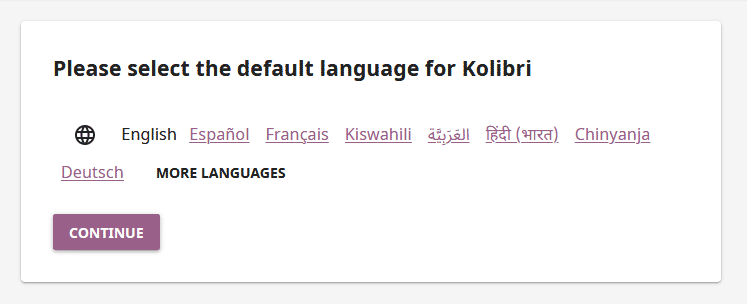 Please select the default language for Kolibri
English Español Français Kiswahili العَرَبِيَّة हिंदी (भारत) Chinyanja
Deutsch MORE LANGUAGES
CONTINUE